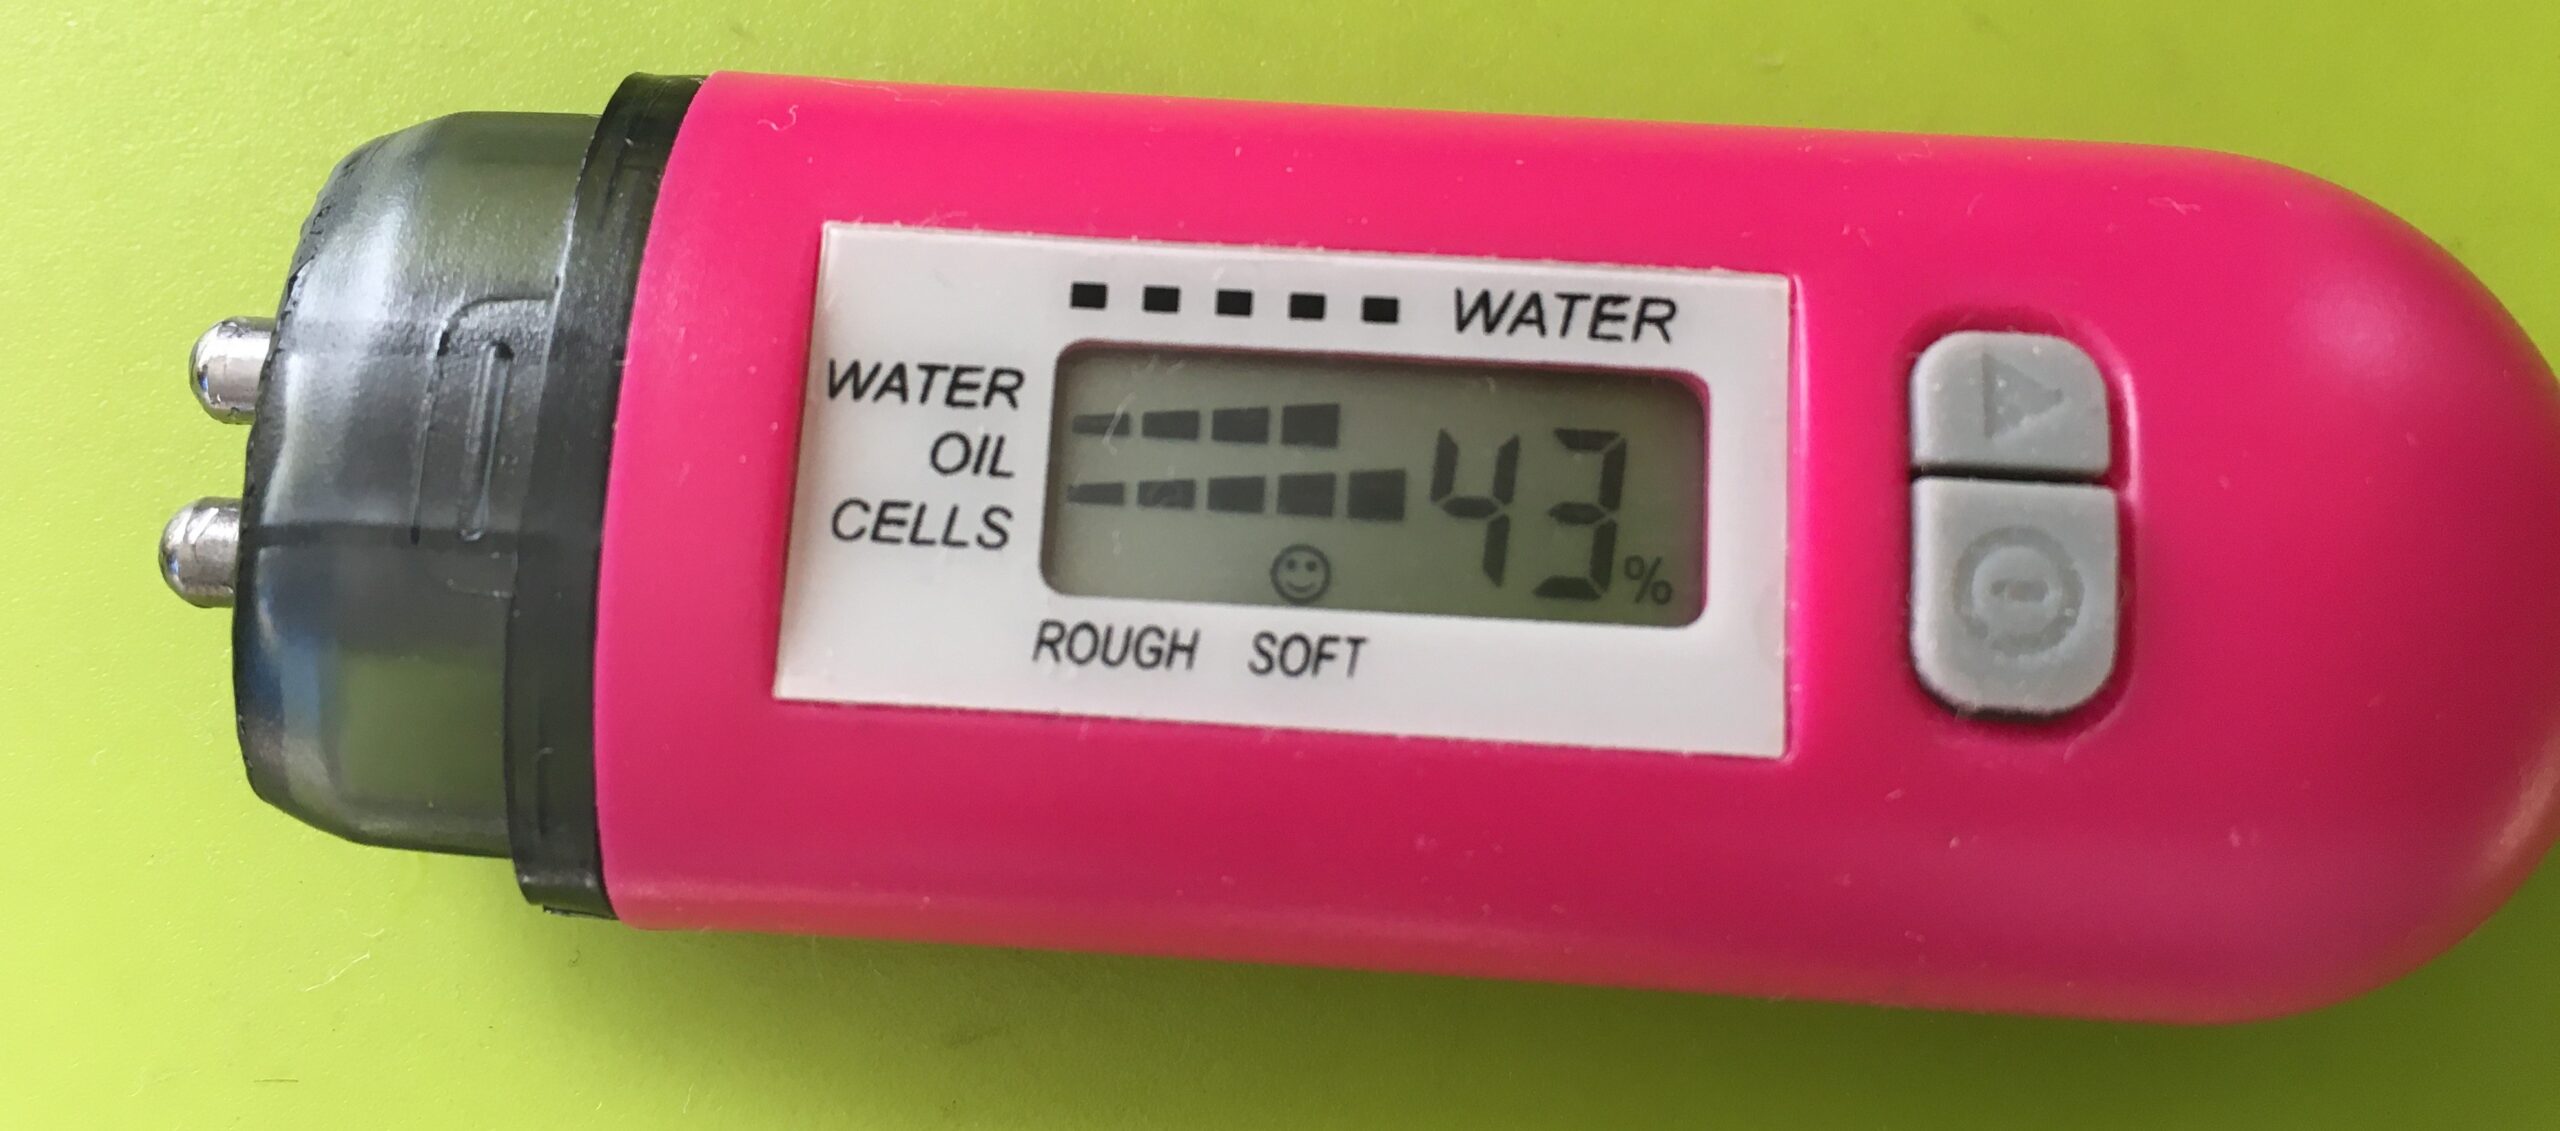 WATER
WATER
OIL
CELLS
43%
ROUGH SOFT